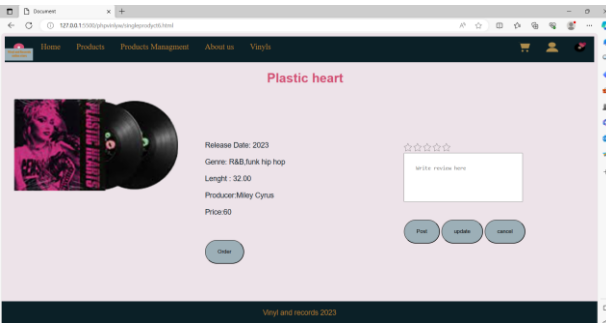 Document
127.0.0.1:5500/phpvinilyw/singleproduct6.html
Home Products Products Managment About us Vinyls
Plastic heart
PLASTIC HEARTS
Release Date: 2023
Genre: R&B,funk hip hop
Lenght : 32.00
Producer:Miley Cyrus
Price:60
Order
Write review here
Post update cancel
Vinyl and records 2023